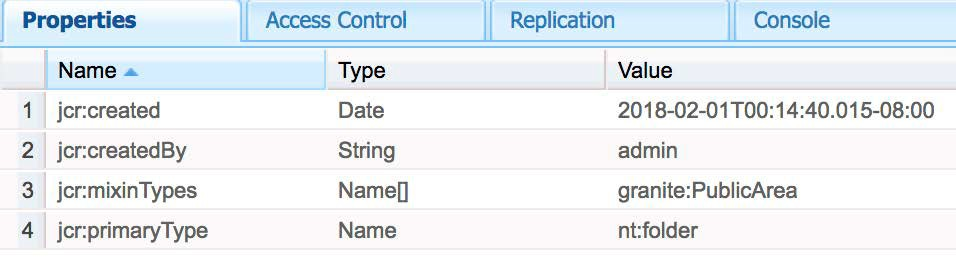 Properties Access Control Replication Console
Name Type Value
1 jcr:created Date 2018-02-01T00:14:40.015-08:00
2 jcr:createdBy String admin
3 jcr:mixinTypes Name[] granite:PublicArea
4 jcr:primaryType Name nt:folder